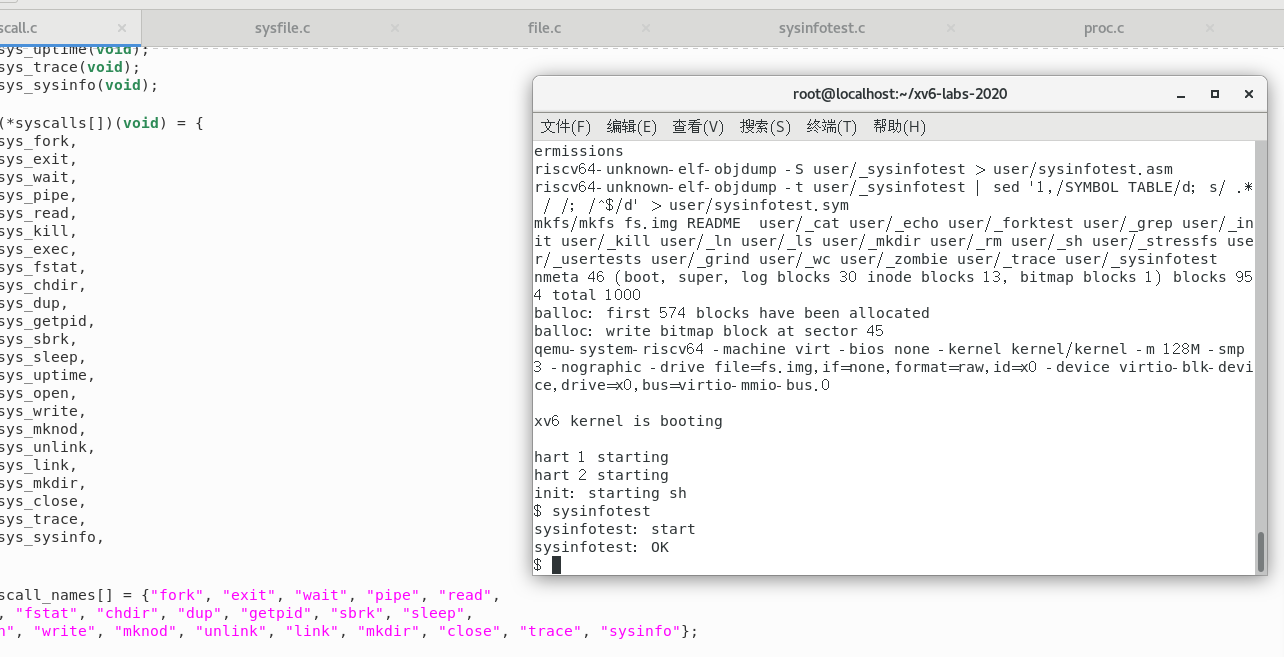 scall.c × sysfile.c × file.c × sysinfotest.c × proc.c ×
sys_uptime(void);
sys_trace(void);
sys_sysinfo(void);
(*syscalls[])(void) = {
sys_fork,
sys_exit,
sys_wait,
sys_pipe,
sys_read,
sys_kill,
sys_exec,
sys_fstat,
sys_chdir,
sys_dup,
sys_getpid,
sys_sbrk,
sys_sleep,
sys_uptime,
sys_open,
sys_write,
sys_mknod,
sys_unlink,
sys_link,
sys_mkdir,
sys_close,
sys_trace,
sys_sysinfo,
scall_names[] = {"fork", "exit", "wait", "pipe", "read",
, "fstat", "chdir", "dup", "getpid", "sbrk", "sleep",
n", "write", "mknod", "unlink", "link", "mkdir", "close", "trace", "sysinfo"};
root@localhost:~/xv6-labs-2020
文件(F) 编辑(E) 查看(V) 搜索(S) 终端(T) 帮助(H)
ermissions
riscv64-unknown-elf-objdump -S user/_sysinfotest > user/sysinfotest.asm
riscv64-unknown-elf-objdump -t user/_sysinfotest | sed '1,/SYMBOL TABLE/d; s/ .*
/ /; /^$/d' > user/sysinfotest.sym
mkfs/mkfs fs.img README user/_cat user/_echo user/_forktest user/_grep user/_in
it user/_kill user/_ln user/_ls user/_mkdir user/_rm user/_sh user/_stressfs use
r/_usertests user/_grind user/_wc user/_zombie user/_trace user/_sysinfotest
nmeta 46 (boot, super, log blocks 30 inode blocks 13, bitmap blocks 1) blocks 95
4 total 1000
balloc: first 574 blocks have been allocated
balloc: write bitmap block at sector 45
qemu-system-riscv64 -machine virt -bios none -kernel kernel/kernel -m 128M -smp
3 -nographic -drive file=fs.img,if=none,format=raw,id=x0 -device virtio-blk-devi
ce,drive=x0,bus=virtio-mmio-bus.0
xv6 kernel is booting
hart 1 starting
hart 2 starting
init: starting sh
$ sysinfotest
sysinfotest: start
sysinfotest: OK
$